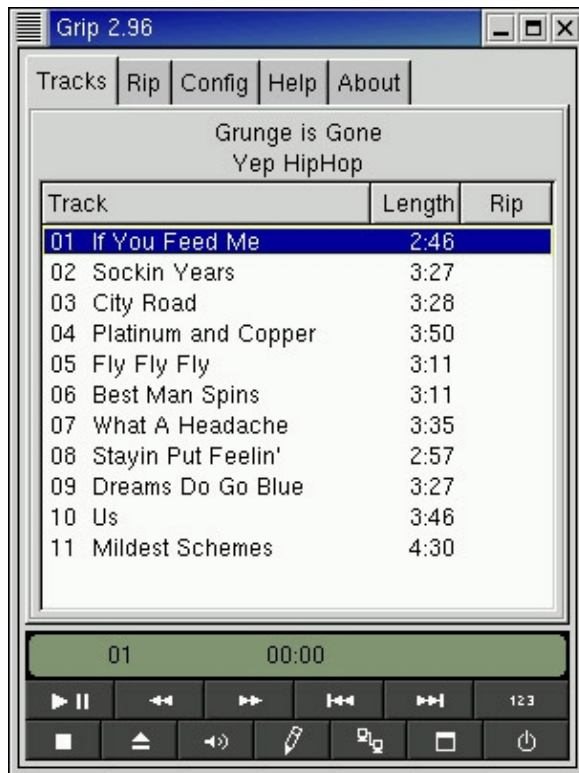 Grip 2.96
Tracks Rip Config Help About
Grunge is Gone
Yep HipHop
Track Length Rip
01 If You Feed Me 2:46
02 Sockin Years 3:27
03 City Road 3:28
04 Platinum and Copper 3:50
05 Fly Fly Fly 3:11
06 Best Man Spins 3:11
07 What A Headache 3:35
08 Stayin Put Feelin' 2:57
09 Dreams Do Go Blue 3:27
10 Us 3:46
11 Mildest Schemes 4:30
01 00:00
123